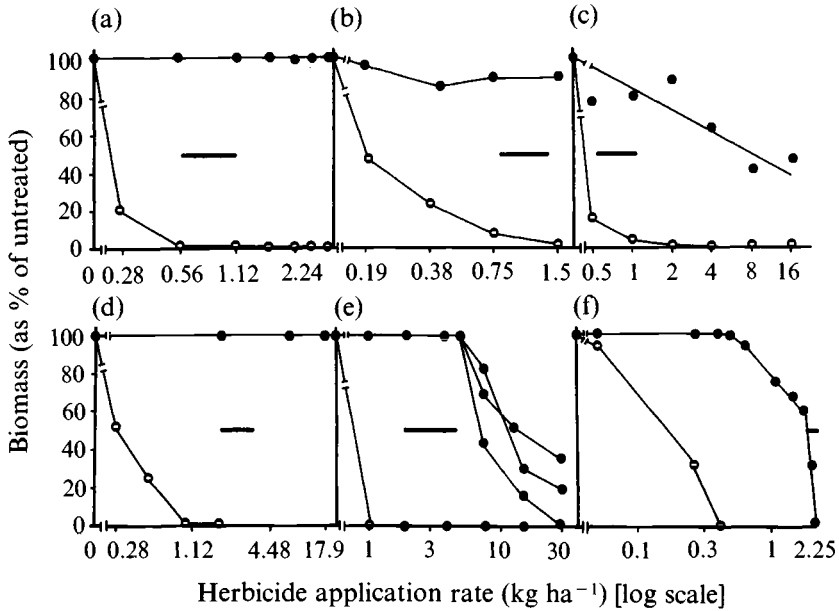 (a) (b) (c)
100
80
60
40
20
0
0 0.28 0.56 1.12 2.24 0.19 0.38 0.75 1.5 0.5 1 2 4 8 16
(d) (e) (f)
100
80
60
40
20
0
0 0.28 1.12 4.48 17.9 1 3 10 30 0.1 0.3 1 2.25
Biomass (as % of untreated)
Herbicide application rate (kg ha⁻¹) [log scale]